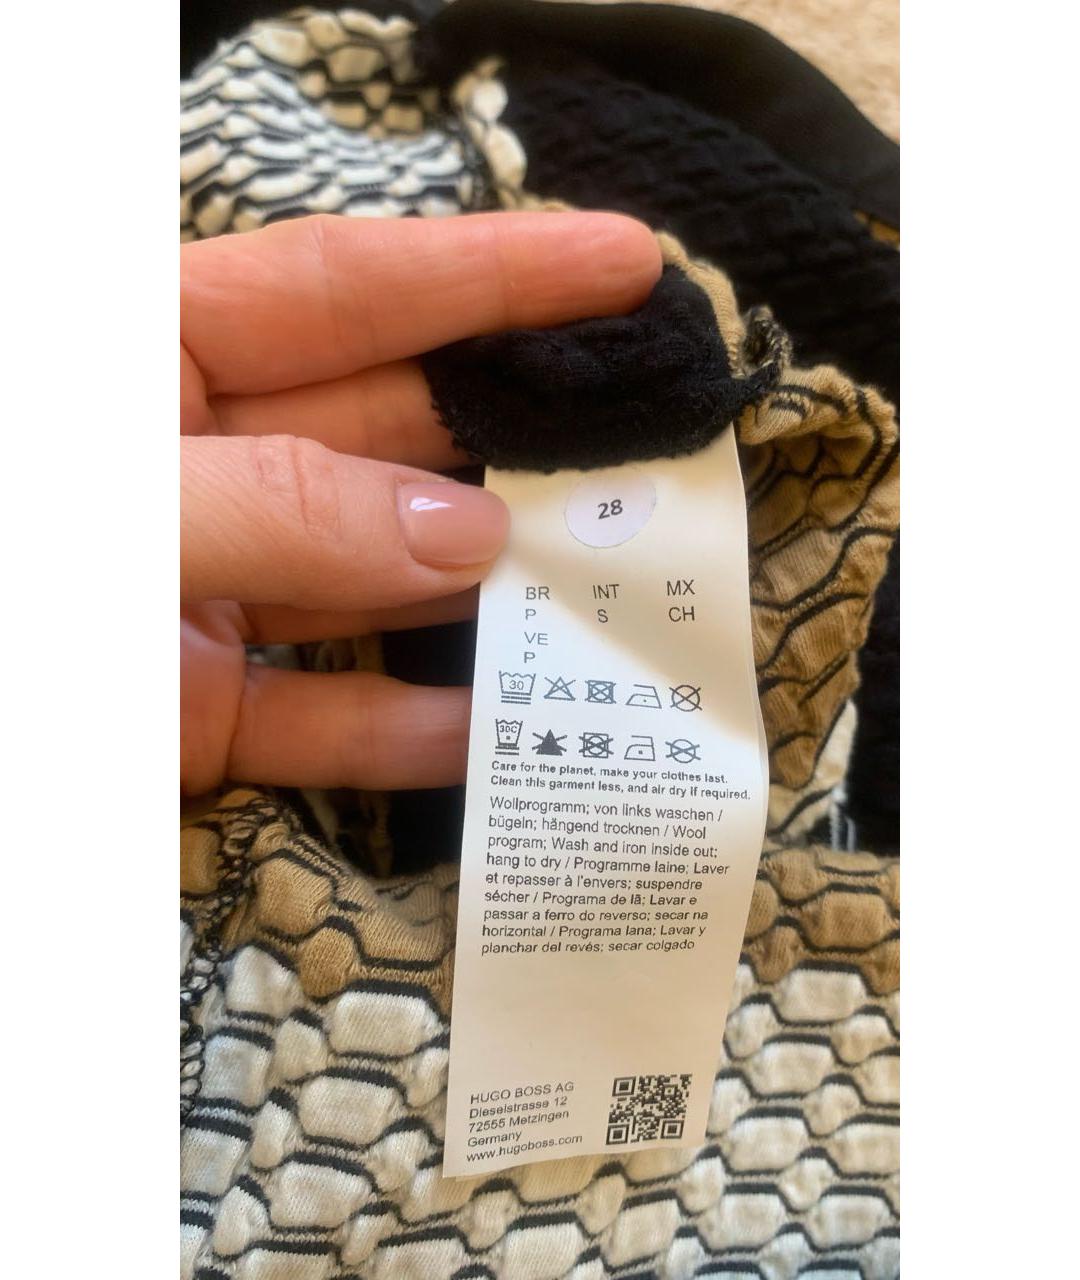 28
BR INT MX
P S CH
VE
P
30
30C
Care for the planet, make your clothes last.
Clean this garment less, and air dry if required.
Wollprogramm; von links waschen /
bügeln; hängend trocknen / Wool
program; Wash and iron inside out;
hang to dry / Programme laine; Laver
et repasser à l'envers; suspendre
sécher / Programa de lã; Lavar e
passar a ferro do reverso; secar na
horizontal / Programa lana; Lavar y
planchar del revés; secar colgado
HUGO BOSS AG
Dieselstrasse 12
72555 Metzingen
Germany
www.hugoboss.com